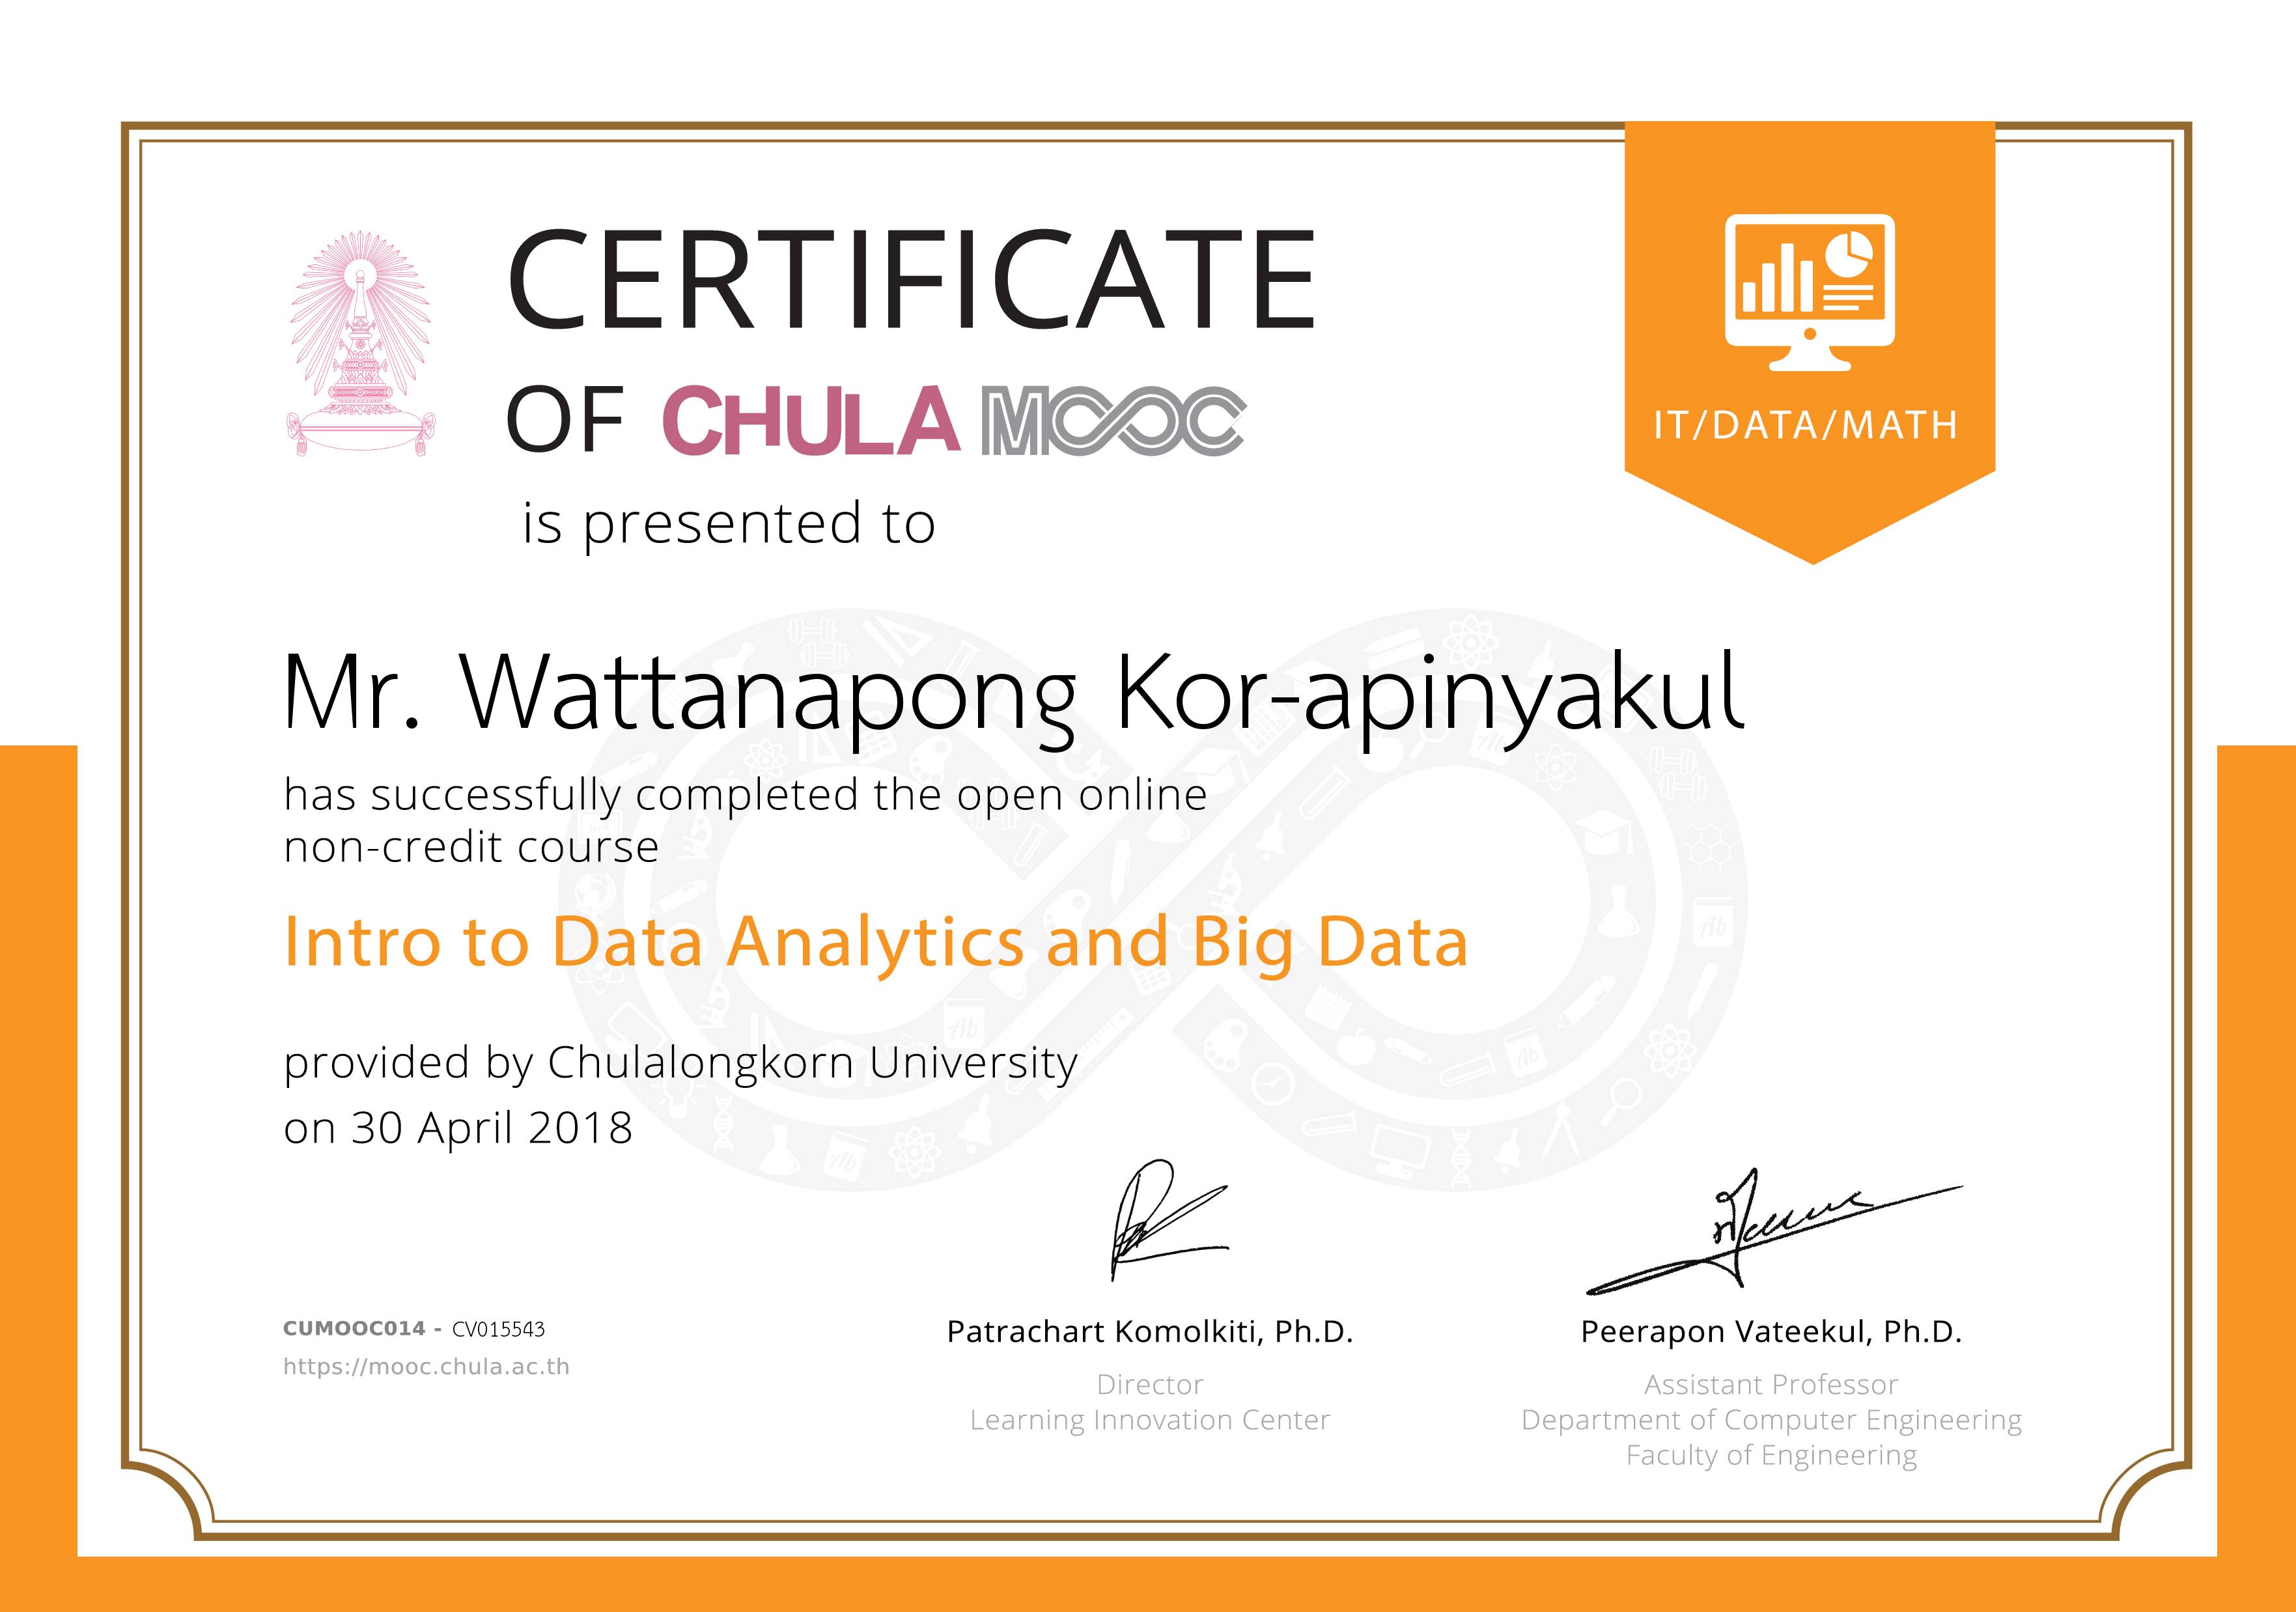 CERTIFICATE
OF CHULA MOOC
IT/DATA/MATH
is presented to
Mr. Wattanapong Kor-apinyakul
has successfully completed the open online
non-credit course
Intro to Data Analytics and Big Data
provided by Chulalongkorn University
on 30 April 2018
CUMOOC014 - CV015543
https://mooc.chula.ac.th
Patrachart Komolkiti, Ph.D.
Director
Learning Innovation Center
Peerapon Vateekul, Ph.D.
Assistant Professor
Department of Computer Engineering
Faculty of Engineering